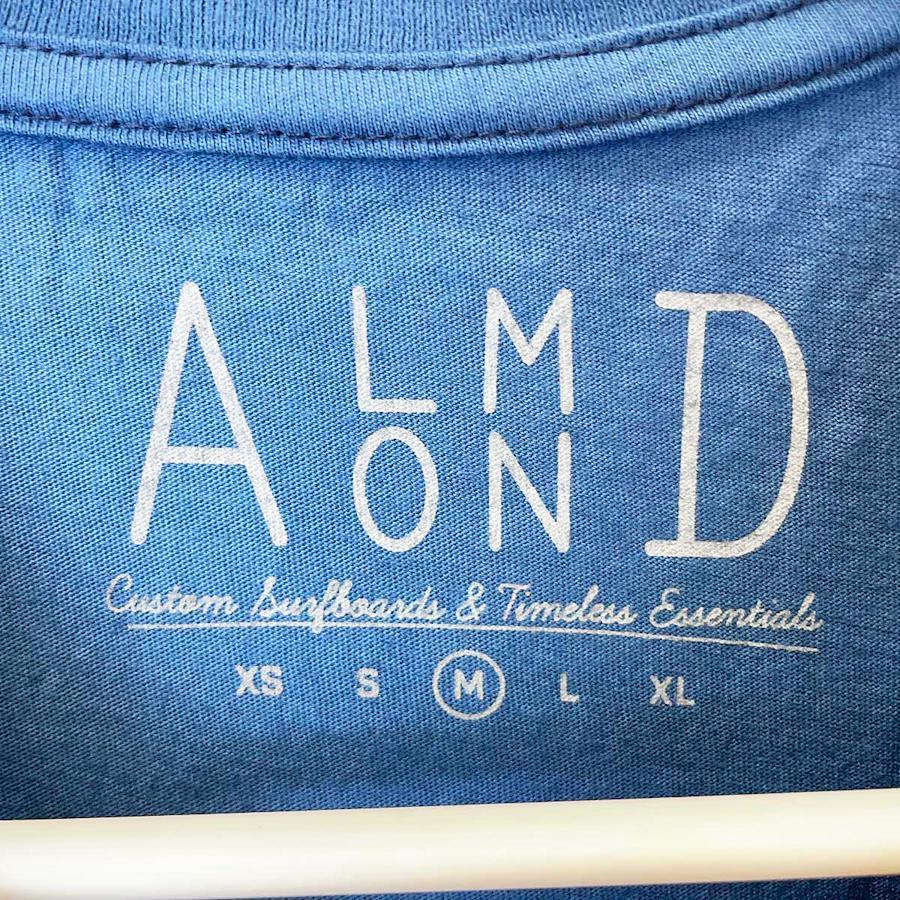 ALMOND
Custom Surfboards & Timeless Essentials
XS S M L XL